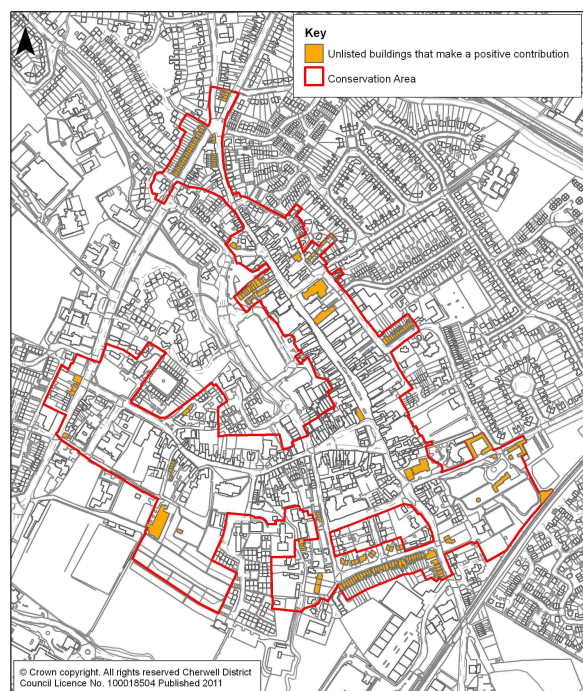 Key
Unlisted buildings that make a positive contribution
Conservation Area
© Crown copyright. All rights reserved Cherwell District
Council Licence No. 100018504 Published 2011